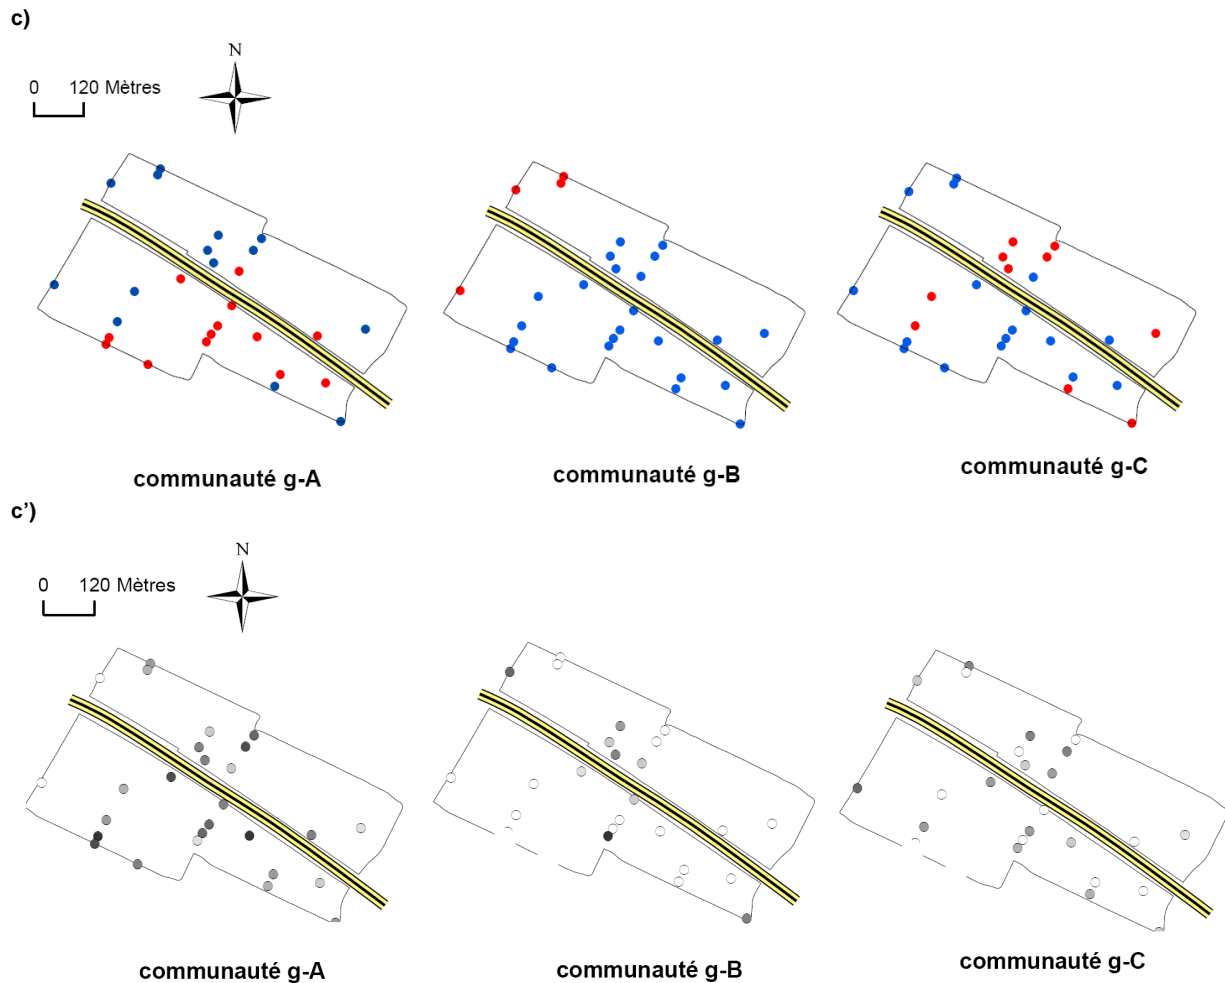 c)
N
0 120 Mètres
communauté g-A
communauté g-B
communauté g-C
c’)
N
0 120 Mètres
communauté g-A
communauté g-B
communauté g-C